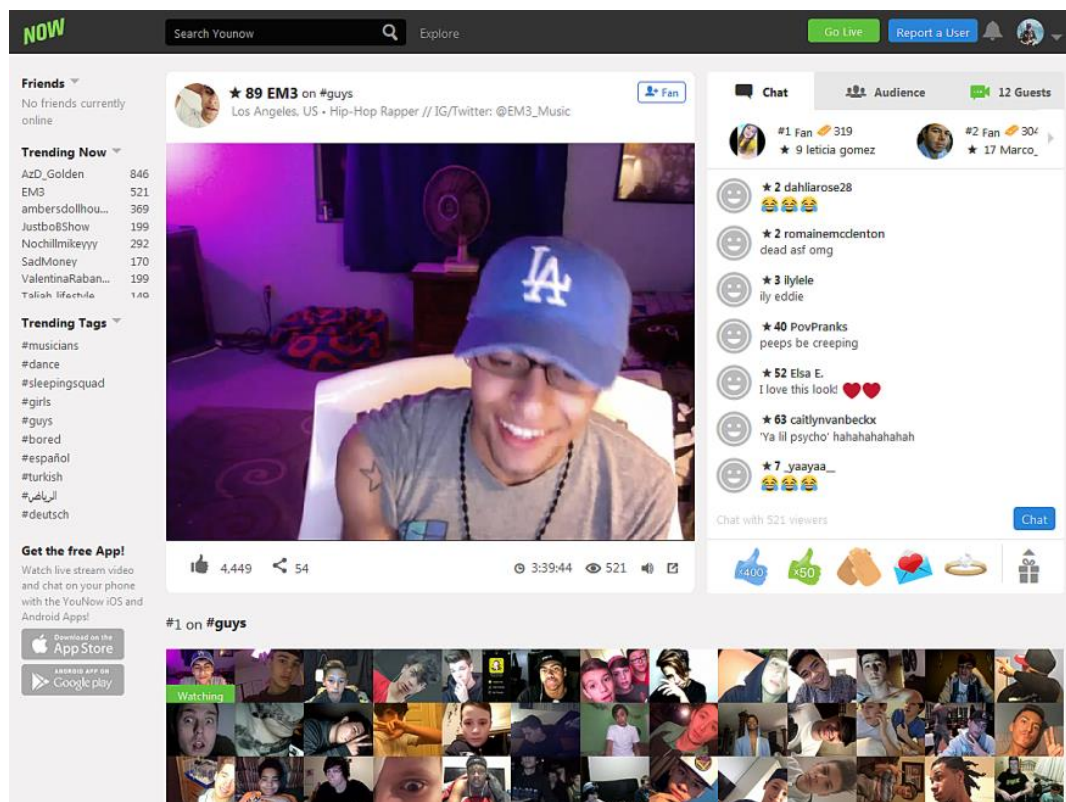 NOW
Search Younow
Explore
Go Live
Report a User
Friends
No friends currently
online
Trending Now
AzD_Golden 846
EM3 521
ambersdollhou... 369
JustboBShow 199
Nochillmikeyyy 292
SadMoney 170
ValentinaRaban... 199
Taliah_lifestyle 149
Trending Tags
#musicians
#dance
#sleepingsquad
#girls
#guys
#bored
#español
#turkish
#الرياض
#deutsch
Get the free App!
Watch live stream video
and chat on your phone
with the YouNow iOS and
Android Apps!
Download on the
App Store
ANDROID APP ON
Google play
★ 89 EM3 on #guys
Los Angeles, US • Hip-Hop Rapper // IG/Twitter: @EM3_Music
Fan
LA
4,449
54
3:39:44
521
Chat
Audience
12 Guests
#1 Fan 319
★ 9 leticia gomez
#2 Fan 304
★ 17 Marco_
★ 2 dahliarose28
😂😂😂
★ 2 romainemcclenton
dead asf omg
★ 3 ilylele
ily eddie
★ 40 PovPranks
peeps be creeping
★ 52 Elsa E.
I love this look! ❤❤
★ 63 caitlynvanbeckx
'Ya lil psycho' hahahahahahah
★ 7 _yaayaa__
😂😂😂
Chat with 521 viewers
Chat
x400
x50
#1 on #guys
Watching